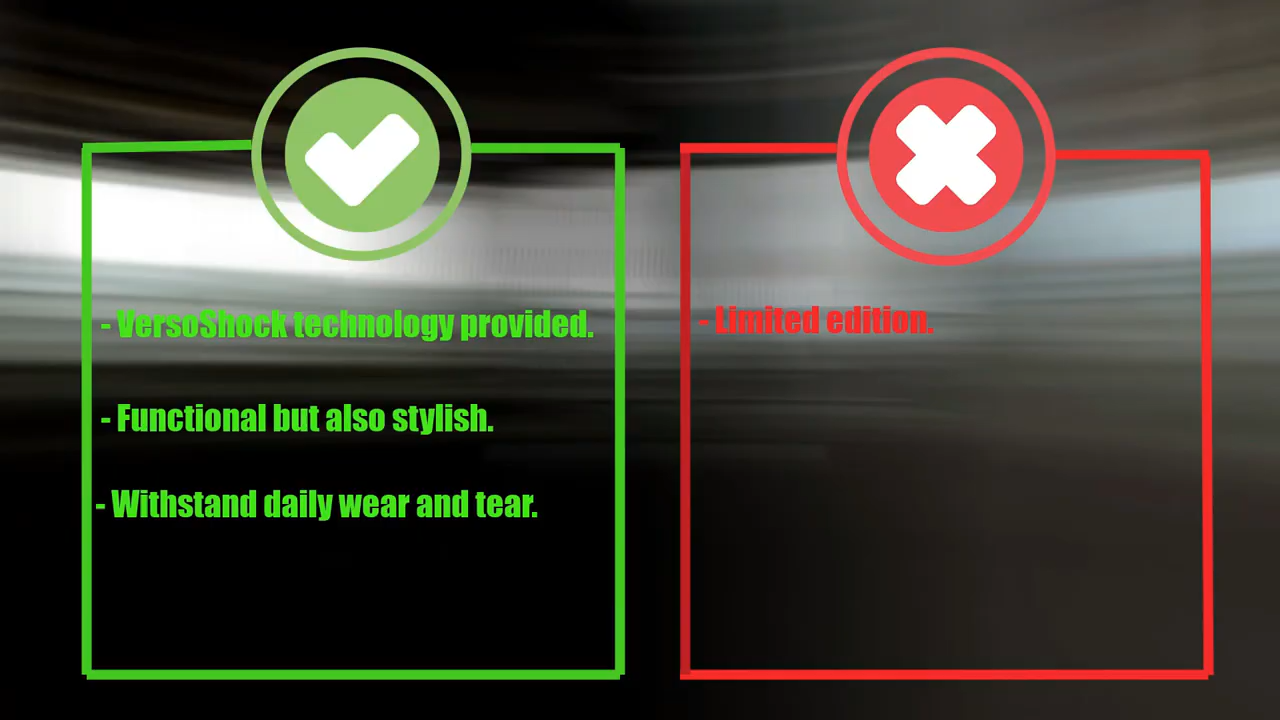 - VersoShock technology provided.
- Functional but also stylish.
- Withstand daily wear and tear.
- Limited edition.